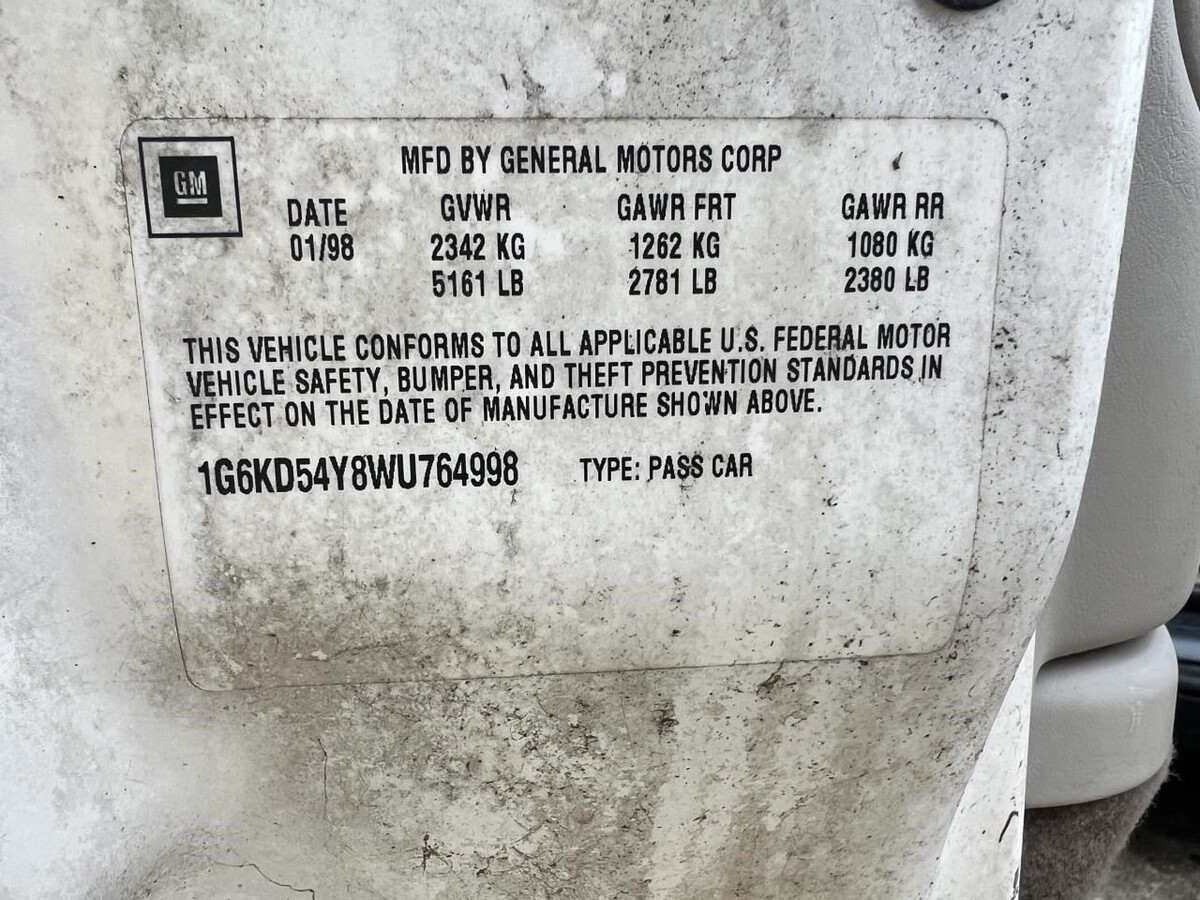 GM
MFD BY GENERAL MOTORS CORP
DATE GVWR GAWR FRT GAWR RR
01/98 2342 KG 1262 KG 1080 KG
5161 LB 2781 LB 2380 LB
THIS VEHICLE CONFORMS TO ALL APPLICABLE U.S. FEDERAL MOTOR
VEHICLE SAFETY, BUMPER, AND THEFT PREVENTION STANDARDS IN
EFFECT ON THE DATE OF MANUFACTURE SHOWN ABOVE.
1G6KD54Y8WU764998 TYPE: PASS CAR